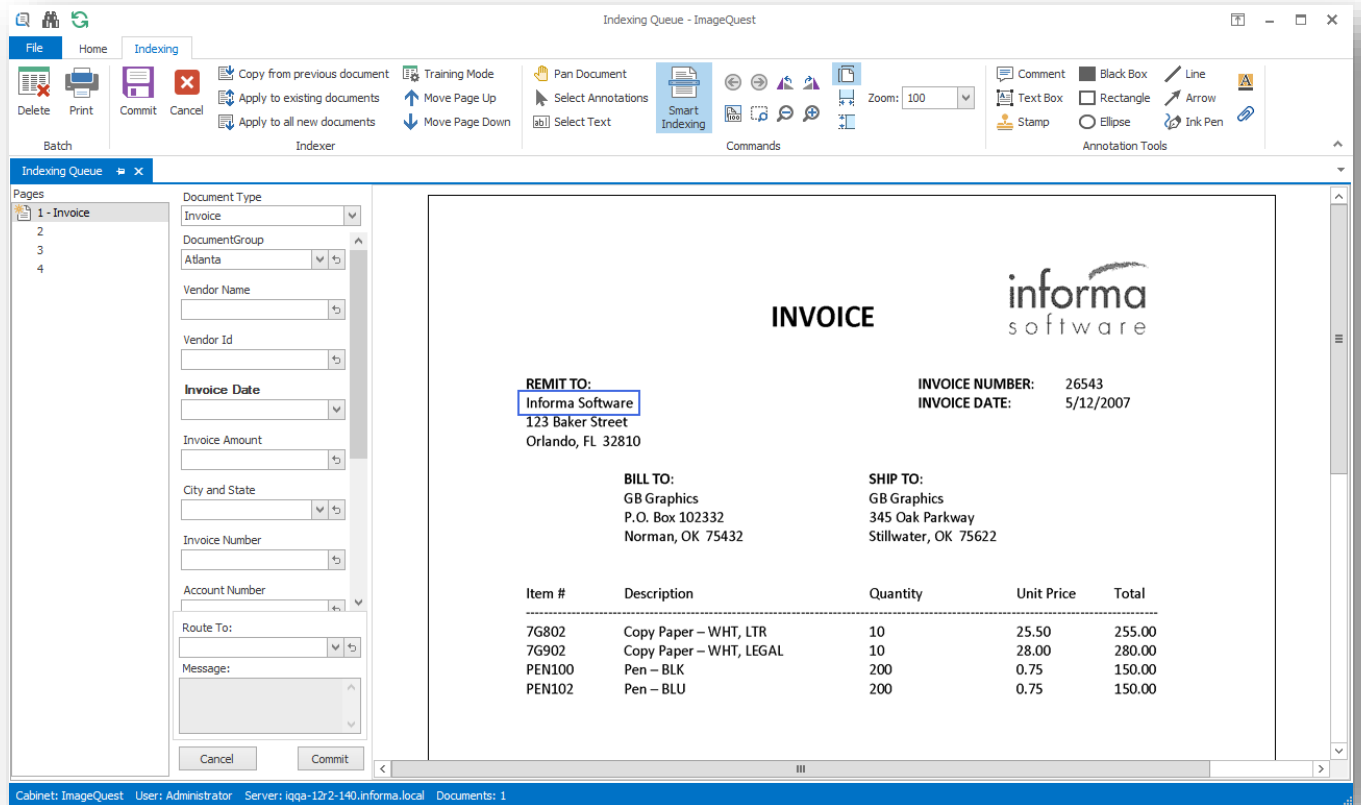 Indexing Queue - ImageQuest
File Home Indexing
Delete
Print
Batch
Commit
Cancel
Copy from previous document
Apply to existing documents
Apply to all new documents
Training Mode
Move Page Up
Move Page Down
Indexer
Pan Document
Select Annotations
Select Text
Smart
Indexing
Zoom: 100
Commands
Comment
Text Box
Stamp
Black Box
Rectangle
Ellipse
Line
Arrow
Ink Pen
Annotation Tools
Indexing Queue
Pages
1 - Invoice
2
3
4
Document Type
Invoice
DocumentGroup
Atlanta
Vendor Name
Vendor Id
Invoice Date
Invoice Amount
City and State
Invoice Number
Account Number
Route To:
Message:
Cancel Commit
informa
software
INVOICE
REMIT TO:
Informa Software
123 Baker Street
Orlando, FL 32810
INVOICE NUMBER: 26543
INVOICE DATE: 5/12/2007
BILL TO:
GB Graphics
P.O. Box 102332
Norman, OK 75432
SHIP TO:
GB Graphics
345 Oak Parkway
Stillwater, OK 75622
Item # Description Quantity Unit Price Total
7G802 Copy Paper – WHT, LTR 10 25.50 255.00
7G902 Copy Paper – WHT, LEGAL 10 28.00 280.00
PEN100 Pen – BLK 200 0.75 150.00
PEN102 Pen – BLU 200 0.75 150.00
Cabinet: ImageQuest User: Administrator Server: iqqa-12r2-140.informa.local Documents: 1